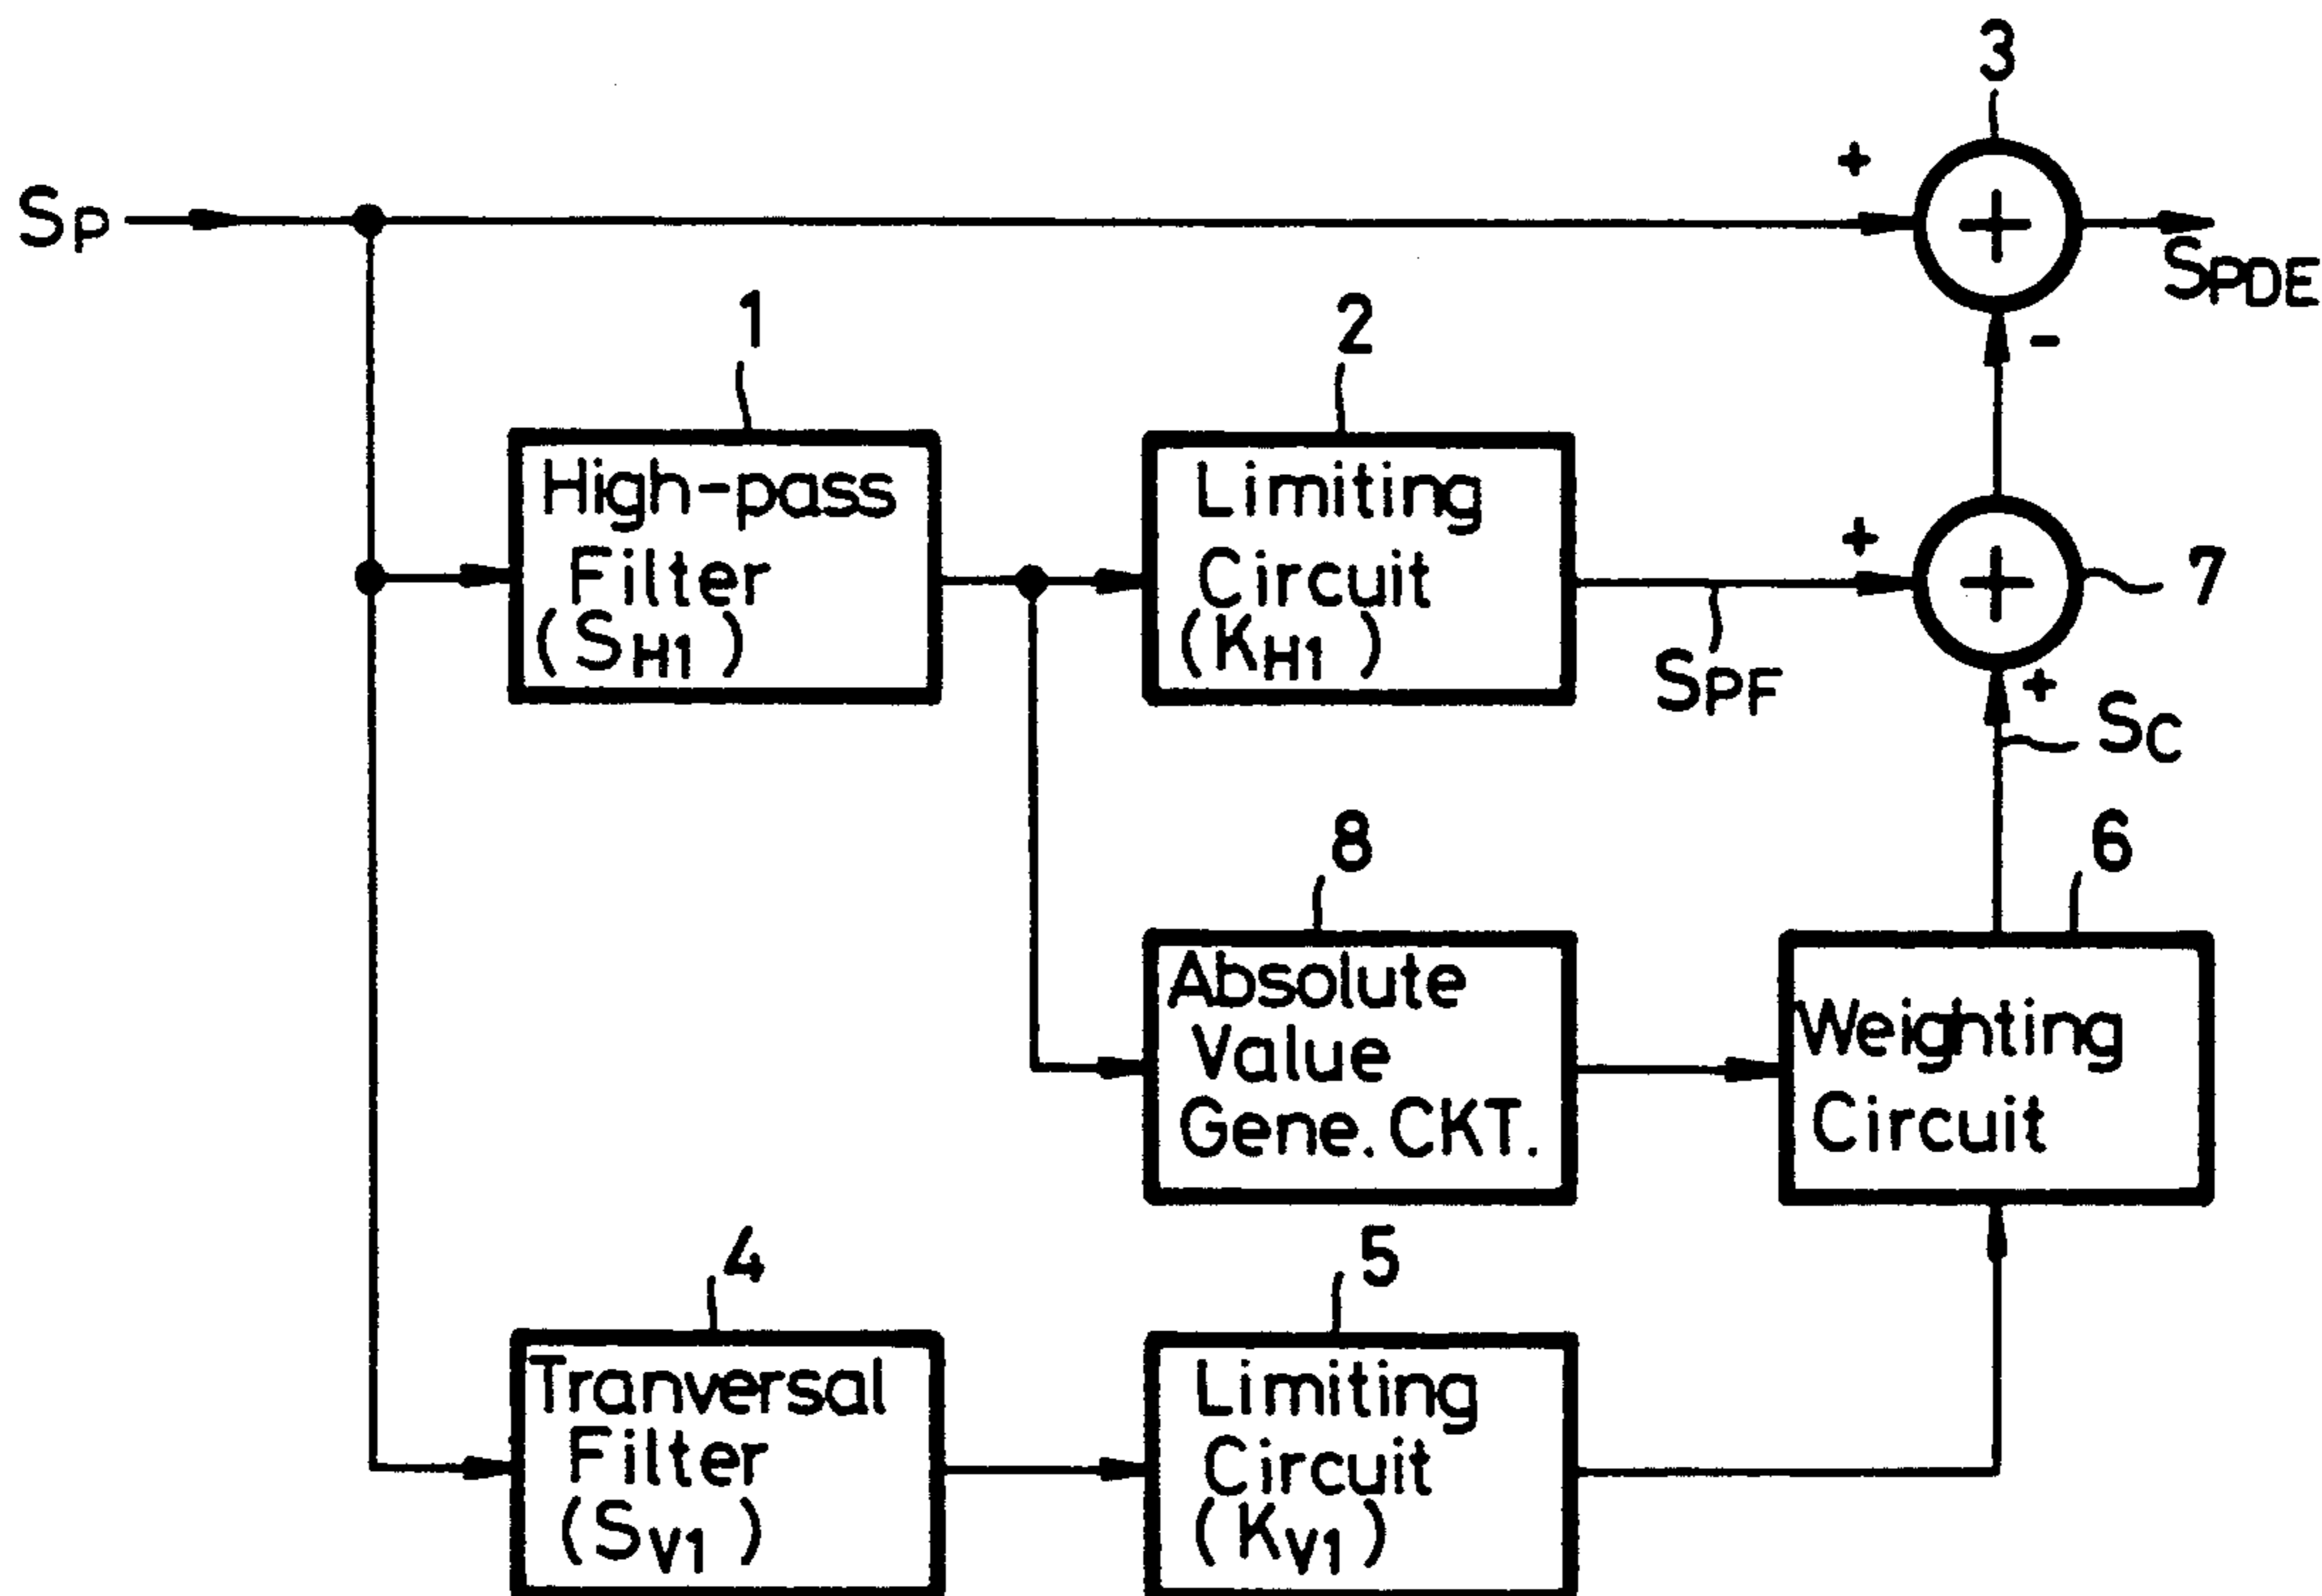 3
+
SP
SPDE
-
1
2
High-pass
Filter
(SH1)
Limiting
Circuit
(KH1)
+
7
SPF
+
SC
8
6
Absolute
Value
Gene. CKT.
Weighting
Circuit
4
5
Tranversal
Filter
(SV1)
Limiting
Circuit
(KV1)